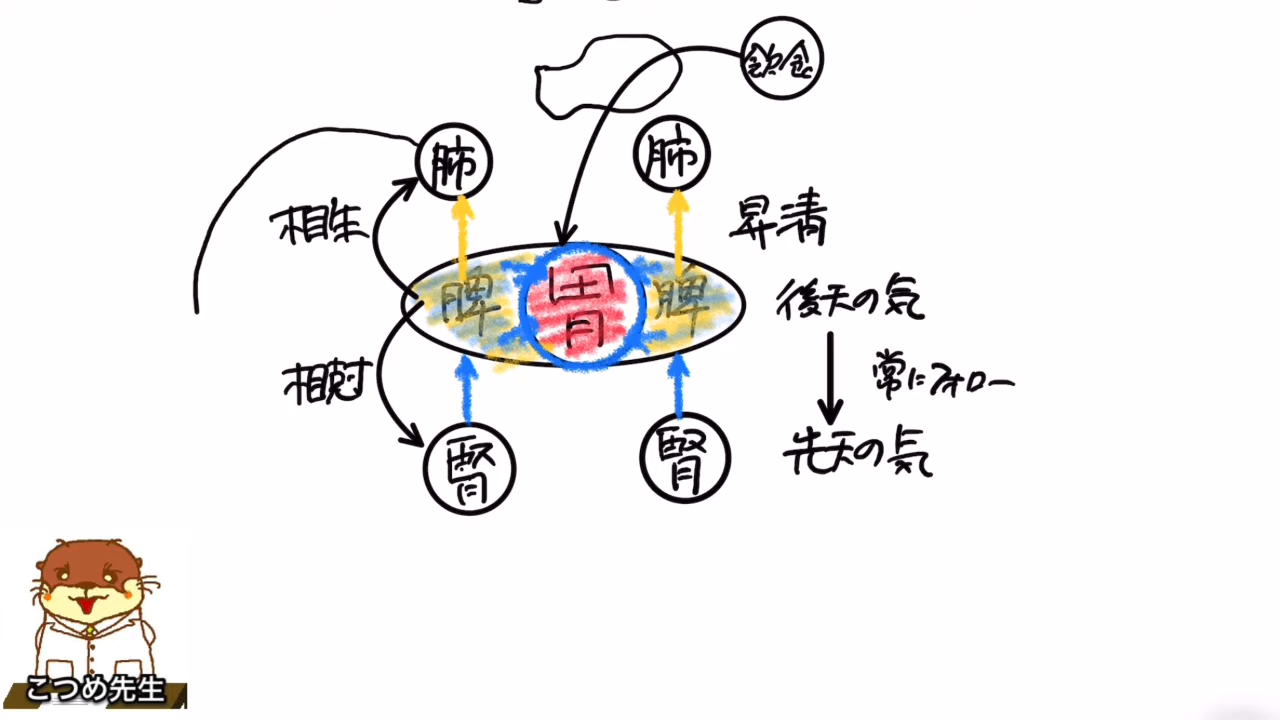 飲食
肺
肺
相生
昇清
脾
胃
脾
後天の気
相尅
常にフォロー
腎
腎
先天の気
こつめ先生